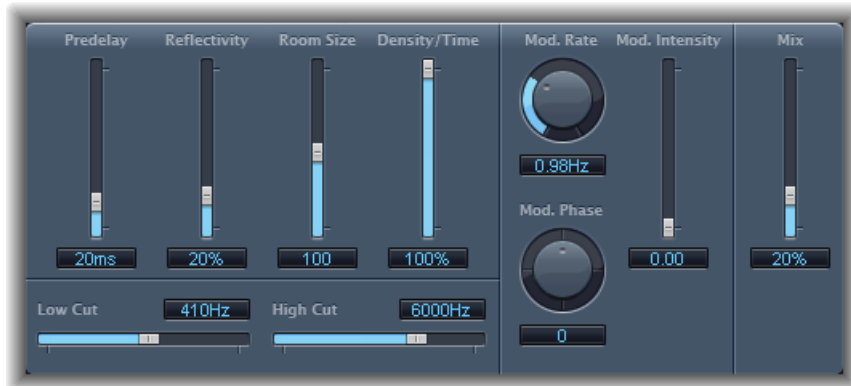 Predelay Reflectivity Room Size Density/Time Mod. Rate Mod. Intensity Mix
0.98Hz
Mod. Phase
20ms 20% 100 100% 0.00 20%
Low Cut 410Hz High Cut 6000Hz
0